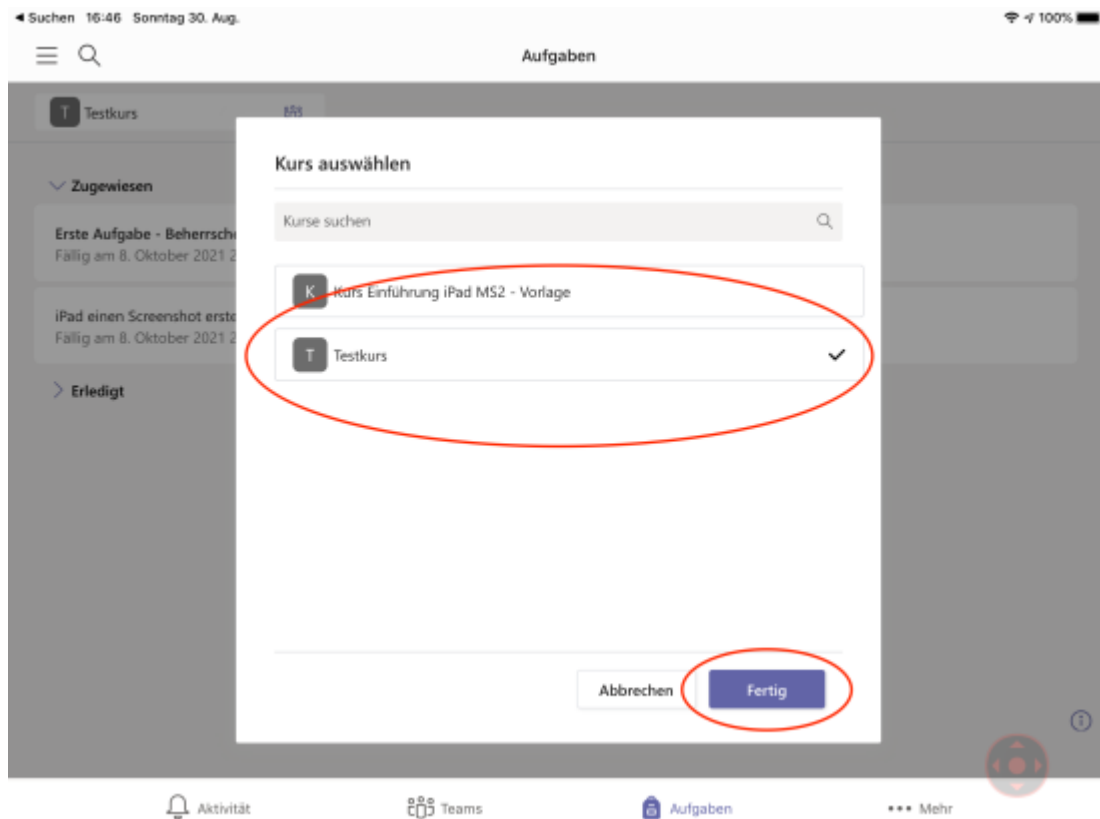 Suchen 16:46 Sonntag 30. Aug. 100%
Aufgaben
T Testkurs
Kurs auswählen
Zugewiesen
Kurse suchen
Erste Aufgabe -
Fällig am 8. Oktober 2021
K Kurs Einführung iPad MS2 - Vorlage
iPad einen Screenshot
Fällig am 8. Oktober 2021
T Testkurs
Erledigt
Abbrechen Fertig
Aktivität Teams Aufgaben Mehr